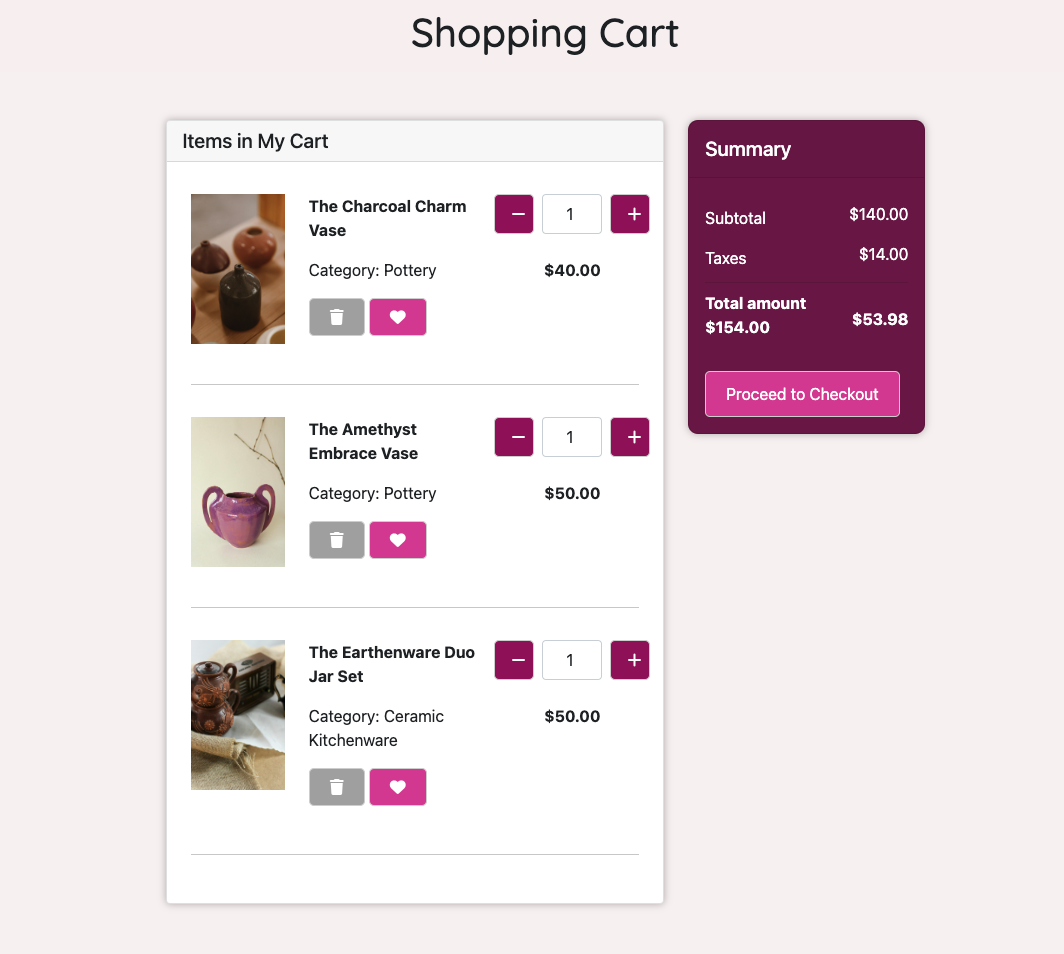 Shopping Cart
Items in My Cart
The Charcoal Charm
Vase
Category: Pottery
− 1 +
$40.00
The Amethyst
Embrace Vase
Category: Pottery
− 1 +
$50.00
The Earthenware Duo
Jar Set
Category: Ceramic
Kitchenware
− 1 +
$50.00
Summary
Subtotal $140.00
Taxes $14.00
Total amount
$154.00 $53.98
Proceed to Checkout